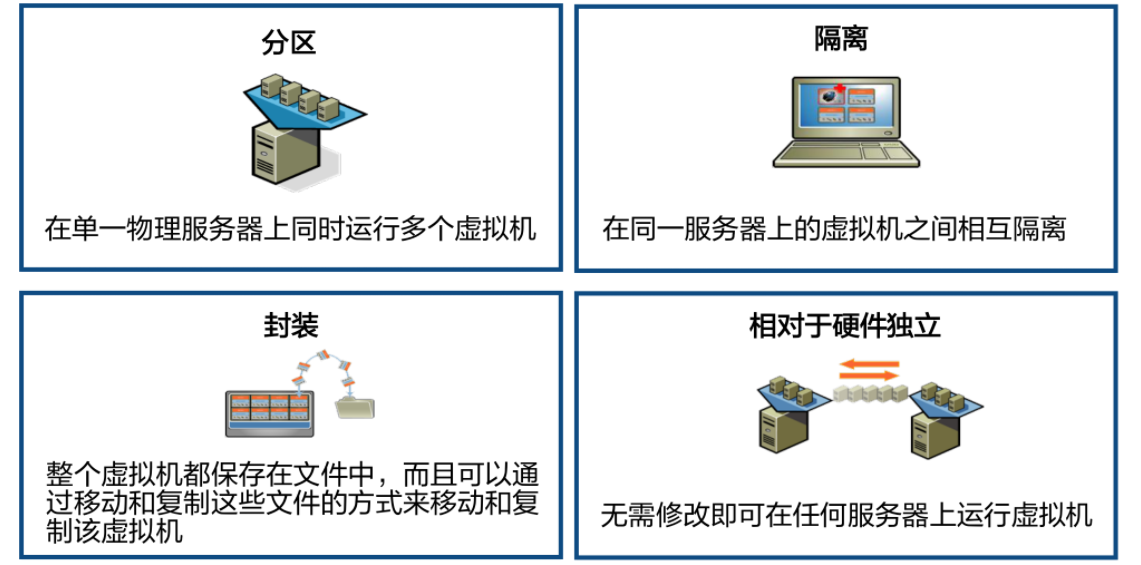 分区
在单一物理服务器上同时运行多个虚拟机
隔离
在同一服务器上的虚拟机之间相互隔离
封装
整个虚拟机都保存在文件中，而且可以通
过移动和复制这些文件的方式来移动和复
制该虚拟机
相对于硬件独立
无需修改即可在任何服务器上运行虚拟机